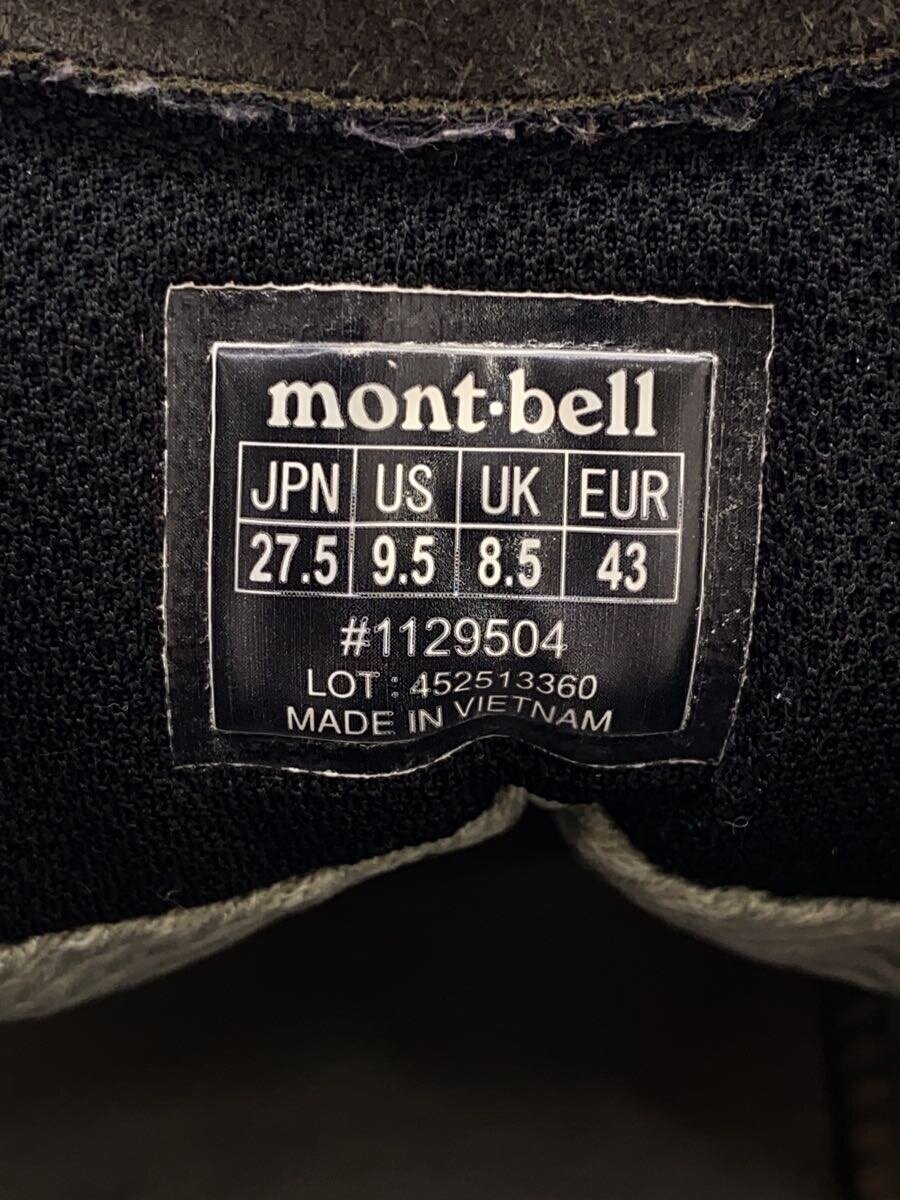 mont·bell
JPN US UK EUR
27.5 9.5 8.5 43
#1129504
LOT : 452513360
MADE IN VIETNAM